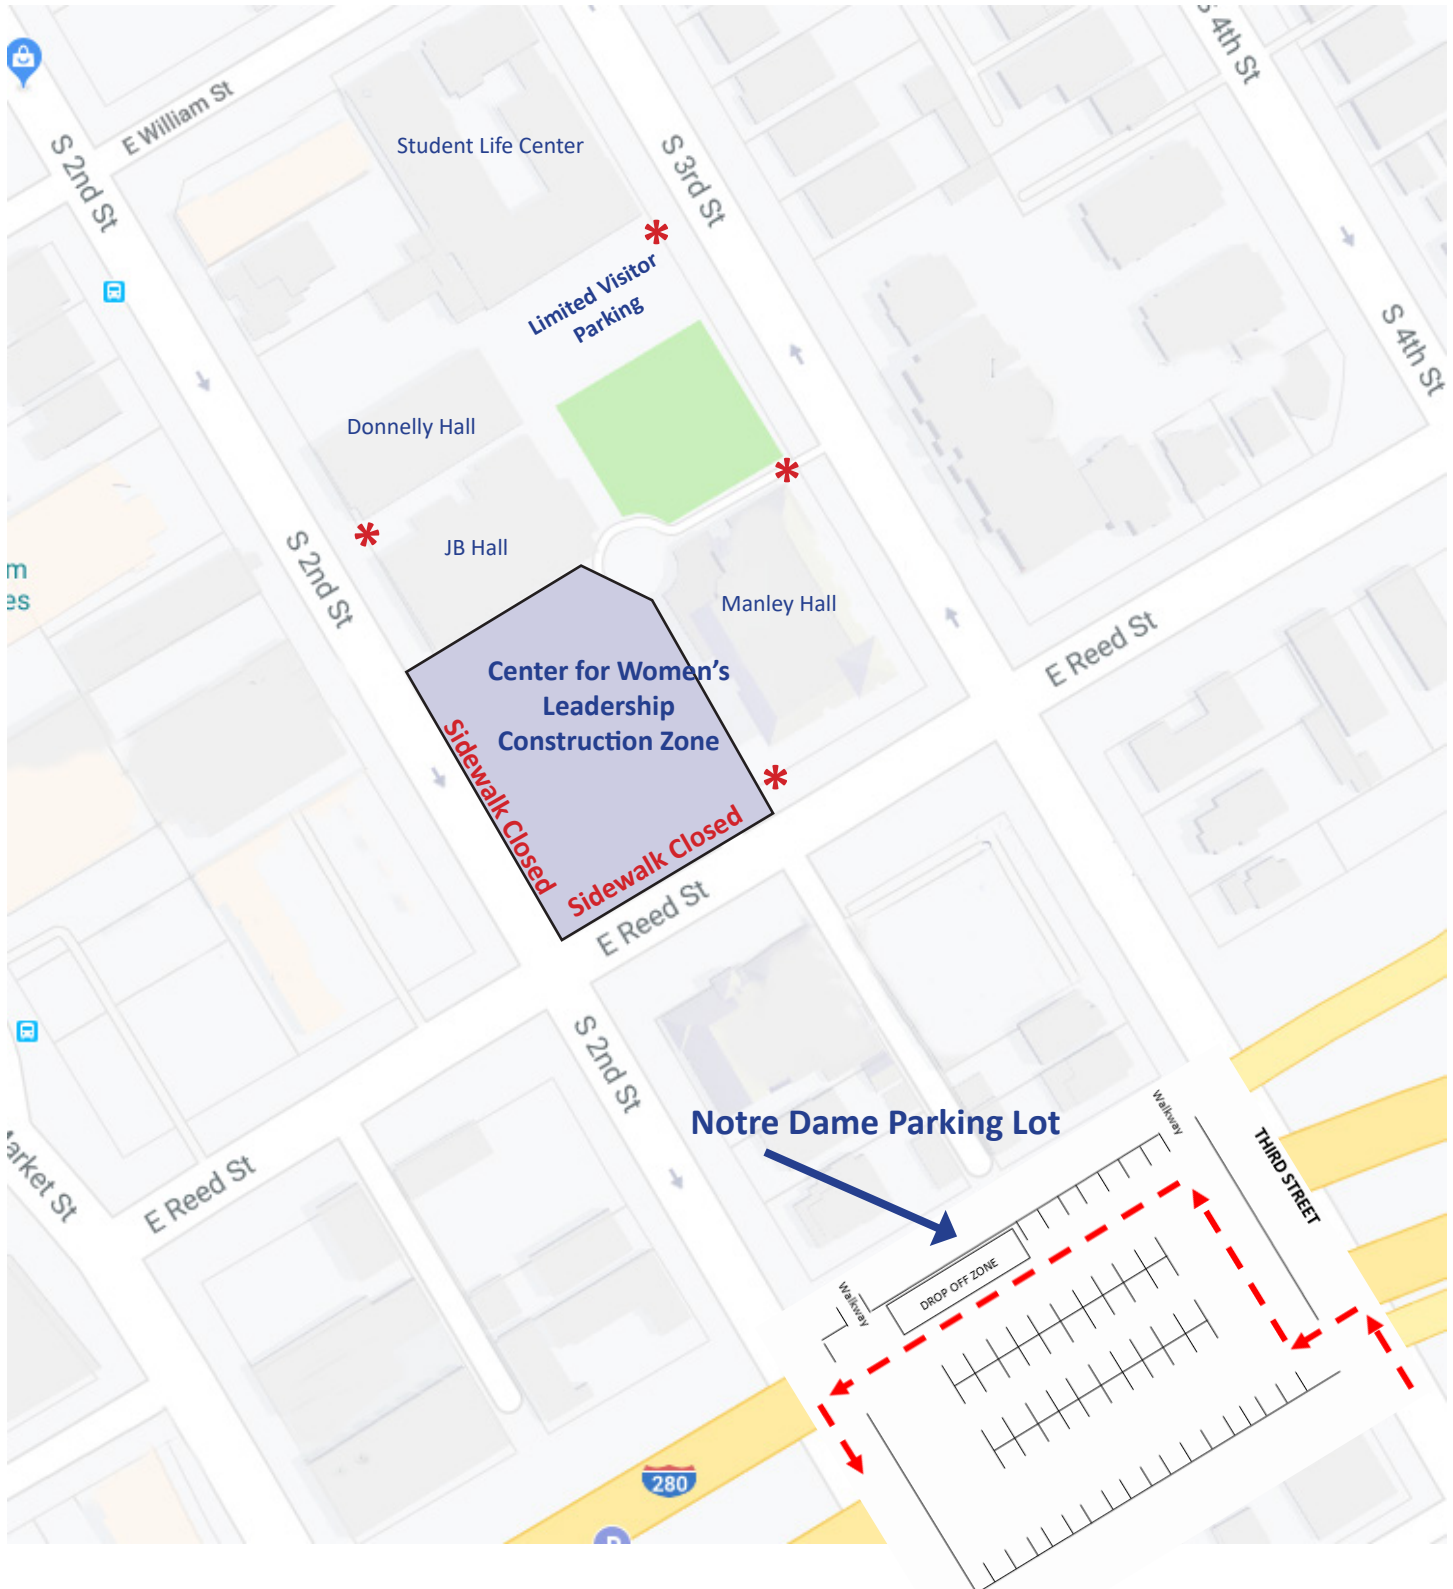 S 4th St
E William St
S 2nd St
Student Life Center
S 3rd St
*
Limited Visitor
Parking
S 4th St
Donnelly Hall
*
*
JB Hall
S 2nd St
m
es
Manley Hall
E Reed St
Center for Women's
Leadership
Construction Zone
Sidewalk Closed
*
Sidewalk Closed
E Reed St
S 2nd St
Notre Dame Parking Lot
Walkway
THIRD STREET
arket St
E Reed St
DROP OFF ZONE
Walkway
280